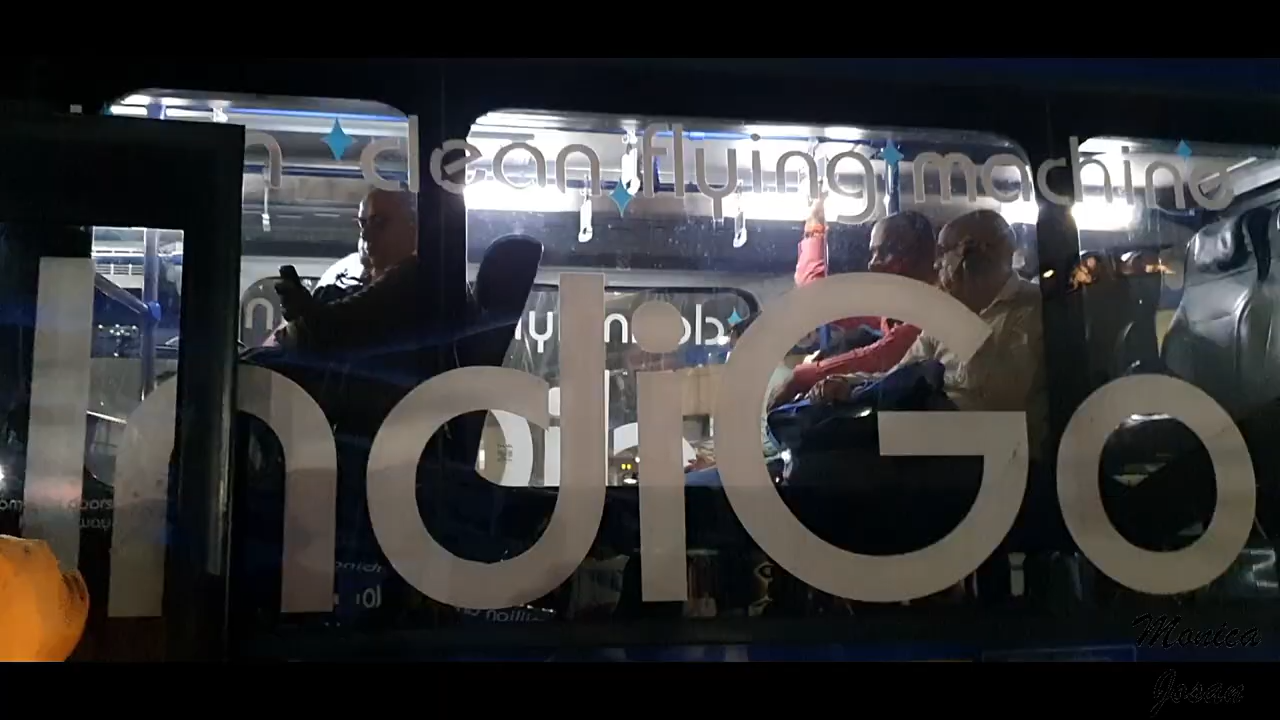 n clean flying machine
IndiGo
Monica
Josan